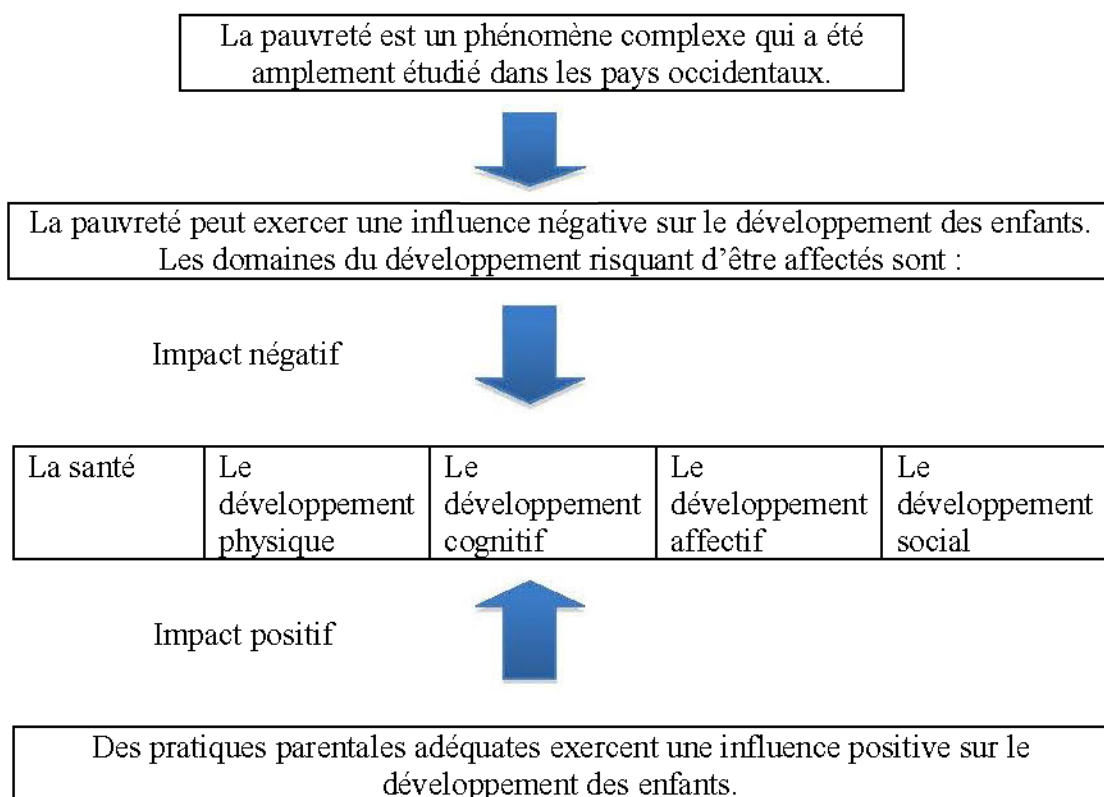 La pauvreté est un phénomène complexe qui a été
amplement étudié dans les pays occidentaux.
La pauvreté peut exercer une influence négative sur le développement des enfants.
Les domaines du développement risquant d'être affectés sont :
Impact négatif
La santé
Le
développement
physique
Le
développement
cognitif
Le
développement
affectif
Le
développement
social
Impact positif
Des pratiques parentales adéquates exercent une influence positive sur le
développement des enfants.